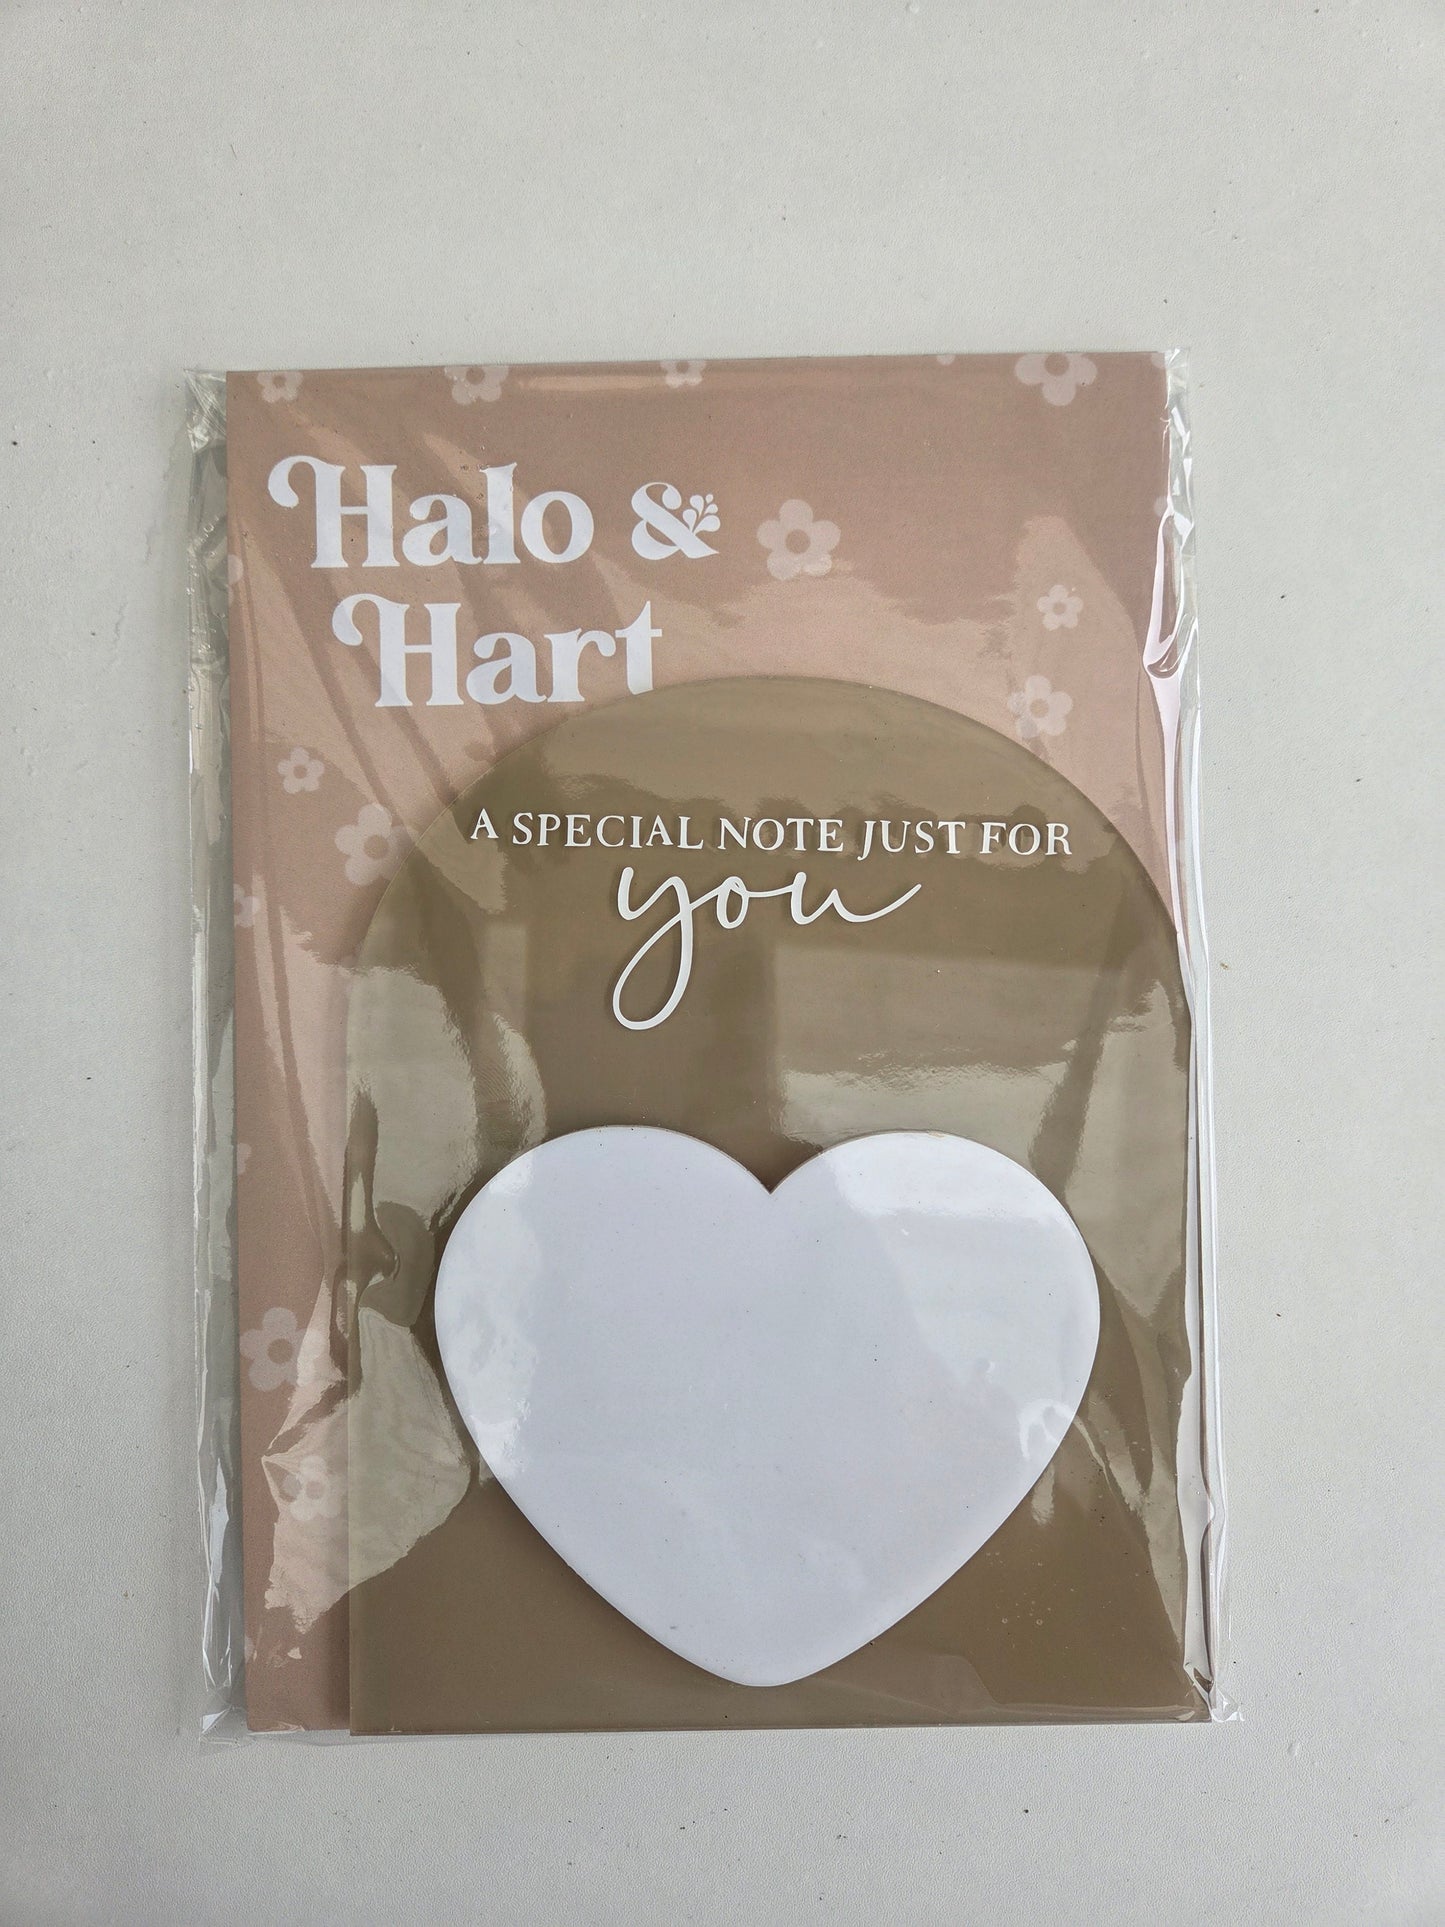 Halo &
Hart
A SPECIAL NOTE JUST FOR
you